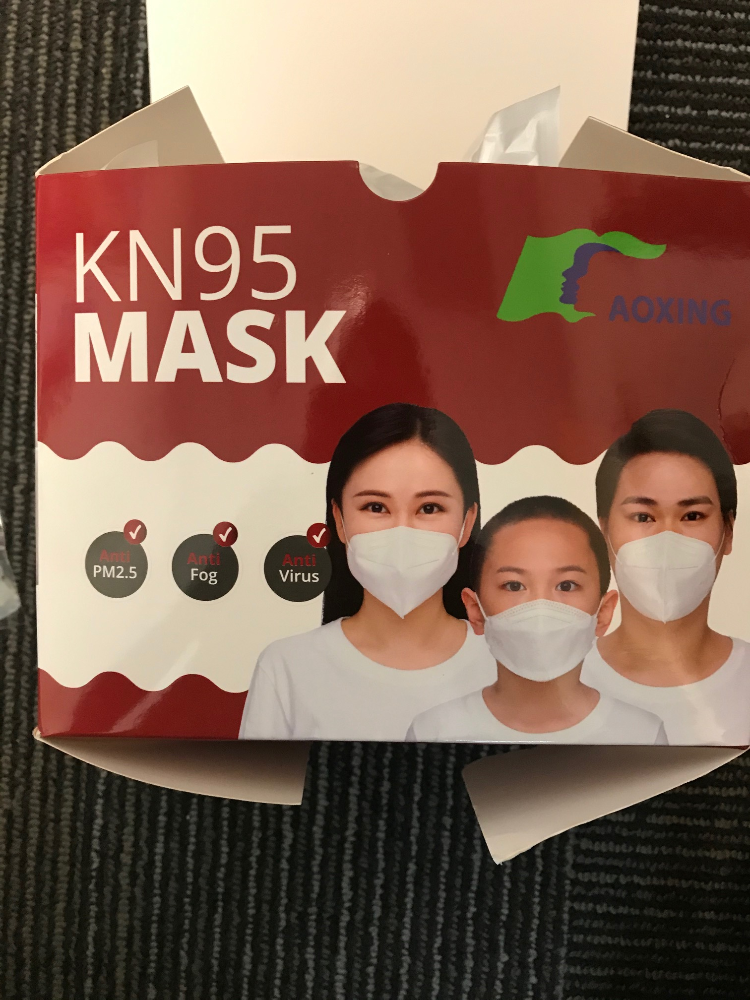 KN95
MASK
AOXING
Anti
PM2.5
Anti
Fog
Anti
Virus